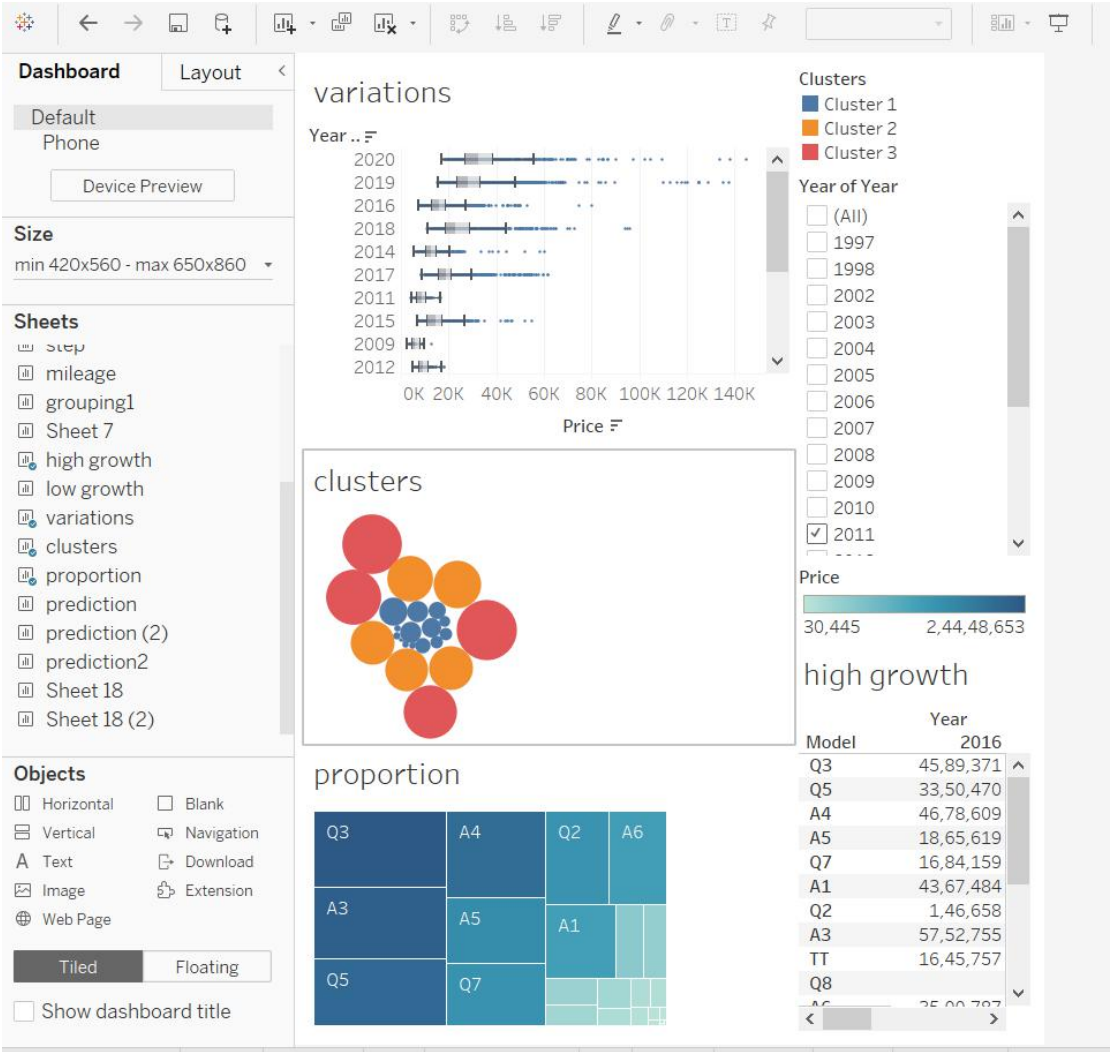 Dashboard
Layout
Default
Phone
Device Preview
Size
min 420x560 - max 650x860
Sheets
step
mileage
grouping1
Sheet 7
high growth
low growth
variations
clusters
proportion
prediction
prediction (2)
prediction2
Sheet 18
Sheet 18 (2)
Objects
Horizontal
Blank
Vertical
Navigation
A Text
Download
Image
Extension
Web Page
Tiled
Floating
Show dashboard title
variations
Year ..
2020
2019
2016
2018
2014
2017
2011
2015
2009
2012
0K 20K 40K 60K 80K 100K 120K 140K
Price
clusters
proportion
Q3
A4
Q2
A6
A3
A5
A1
Q5
Q7
Clusters
Cluster 1
Cluster 2
Cluster 3
Year of Year
(All)
1997
1998
2002
2003
2004
2005
2006
2007
2008
2009
2010
2011
Price
30,445 2,44,48,653
high growth
Year
Model 2016
Q3 45,89,371
Q5 33,50,470
A4 46,78,609
A5 18,65,619
Q7 16,84,159
A1 43,67,484
Q2 1,46,658
A3 57,52,755
TT 16,45,757
Q8